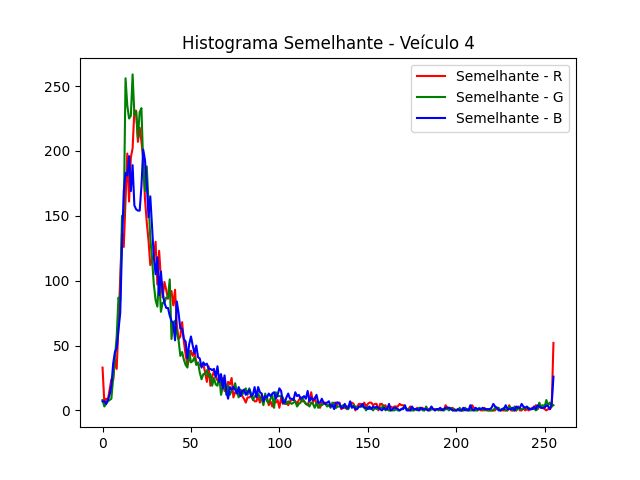 Histograma Semelhante - Veículo 4
Semelhante - R
Semelhante - G
Semelhante - B
250
200
150
100
50
0
0 50 100 150 200 250